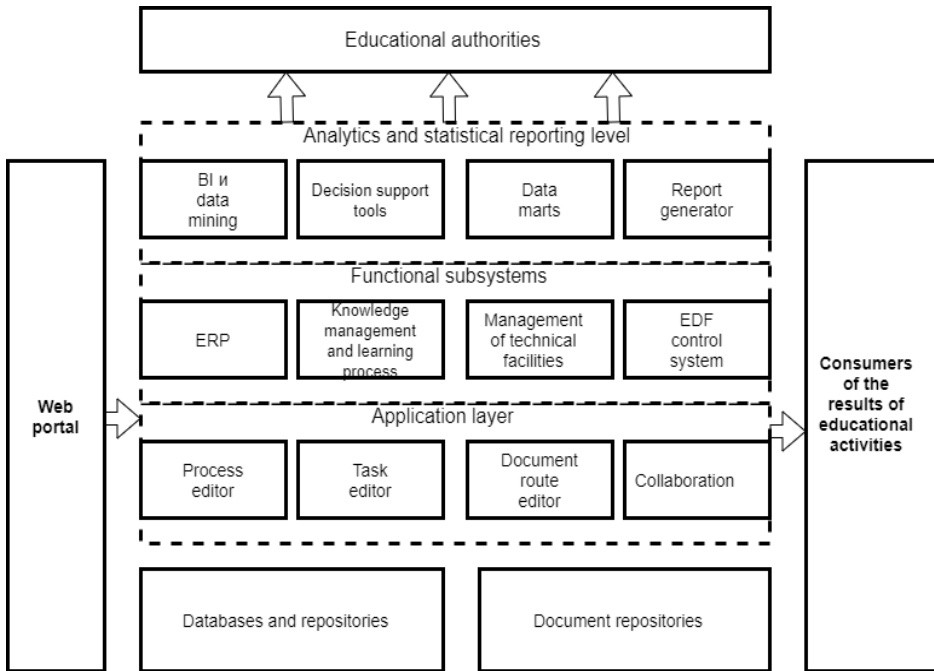 Educational authorities
Analytics and statistical reporting level
BI и
data
mining
Decision support
tools
Data
marts
Report
generator
Functional subsystems
ERP
Knowledge
management
and learning
process
Management
of technical
facilities
EDF
control
system
Web
portal
Consumers
of the
results of
educational
activities
Application layer
Process
editor
Task
editor
Document
route
editor
Collaboration
Databases and repositories
Document repositories